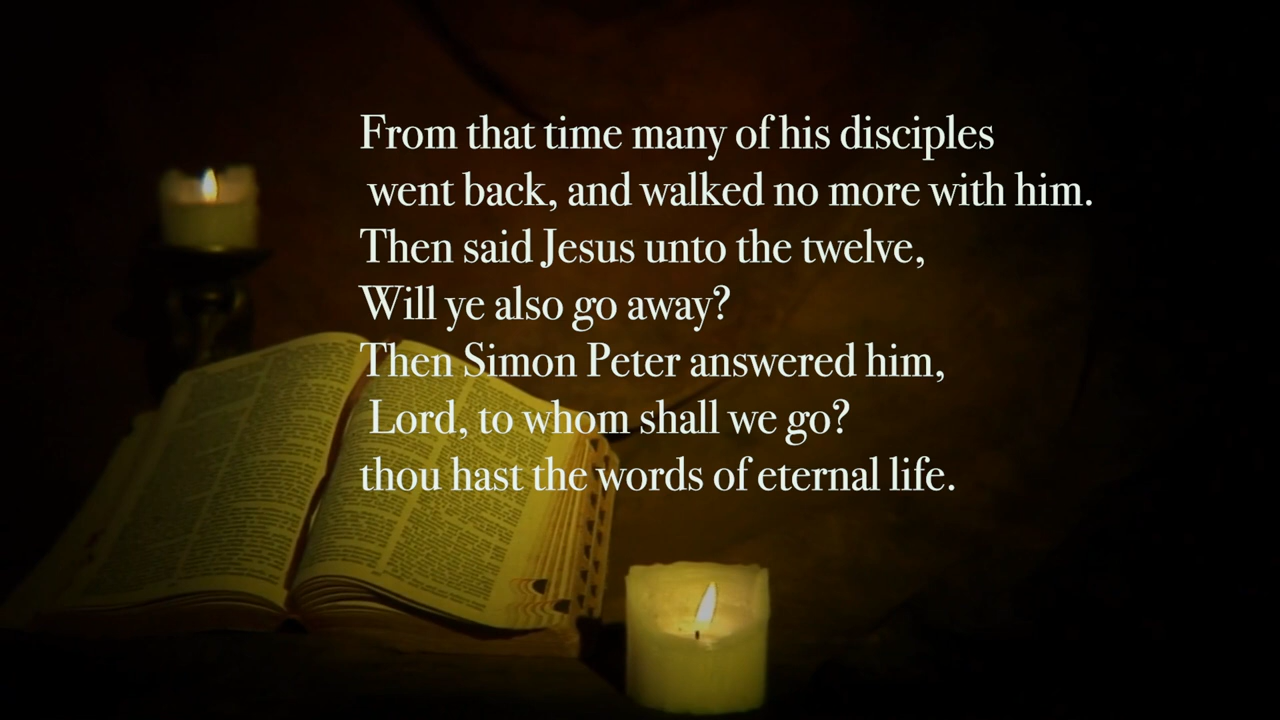 From that time many of his disciples
went back, and walked no more with him.
Then said Jesus unto the twelve,
Will ye also go away?
Then Simon Peter answered him,
Lord, to whom shall we go?
thou hast the words of eternal life.